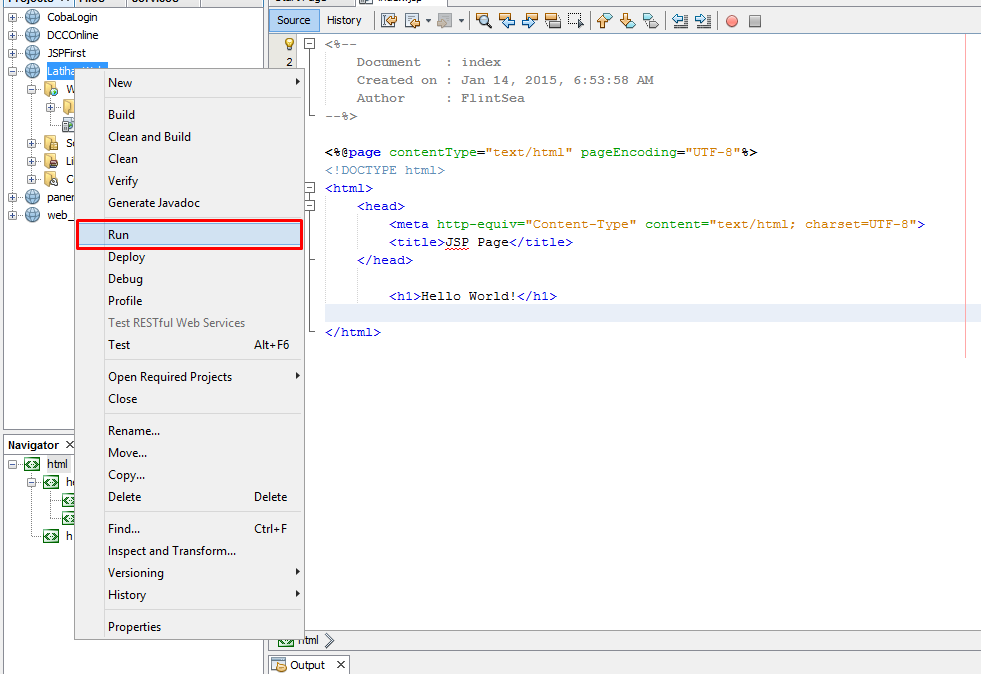 Source History
CobaLogin
DCCOnline
JSPFirst
W
paner
web_
New
Build
Clean and Build
Clean
Verify
Generate Javadoc
Run
Deploy
Debug
Profile
Test RESTful Web Services
Test Alt+F6
Open Required Projects
Close
Rename...
Move...
Copy...
Delete Delete
Find... Ctrl+F
Inspect and Transform...
Versioning
History
Properties
Navigator
html
2
<%--
Document : index
Created on : Jan 14, 2015, 6:53:58 AM
Author : FlintSea
--%>
<%@page contentType="text/html" pageEncoding="UTF-8"%>
<!DOCTYPE html>
<html>
<head>
<meta http-equiv="Content-Type" content="text/html; charset=UTF-8">
<title>JSP Page</title>
</head>
<h1>Hello World!</h1>
</html>
html
Output